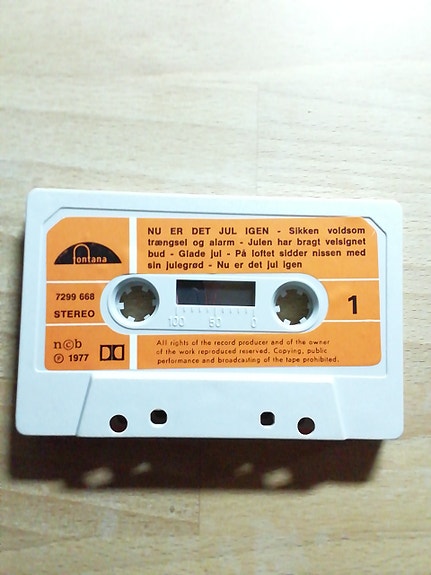 NU ER DET JUL IGEN - Sikken voldsom
trængsel og alarm - Julen har bragt velsignet
bud - Glade jul - På loftet sidder nissen med
sin julegrød - Nu er det jul igen
fontana
7299 668
STEREO
1
100 50 0
n©b
℗ 1977
All rights of the record producer and of the owner
of the work reproduced reserved. Copying, public
performance and broadcasting of the tape prohibited.